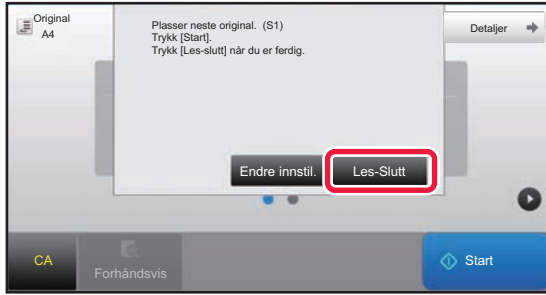 Original
A4
Plasser neste original. (S1)
Trykk [Start].
Trykk [Les-slutt] når du er ferdig.
Detaljer
Endre innstil.
Les-Slutt
CA
Forhåndsvis
Start